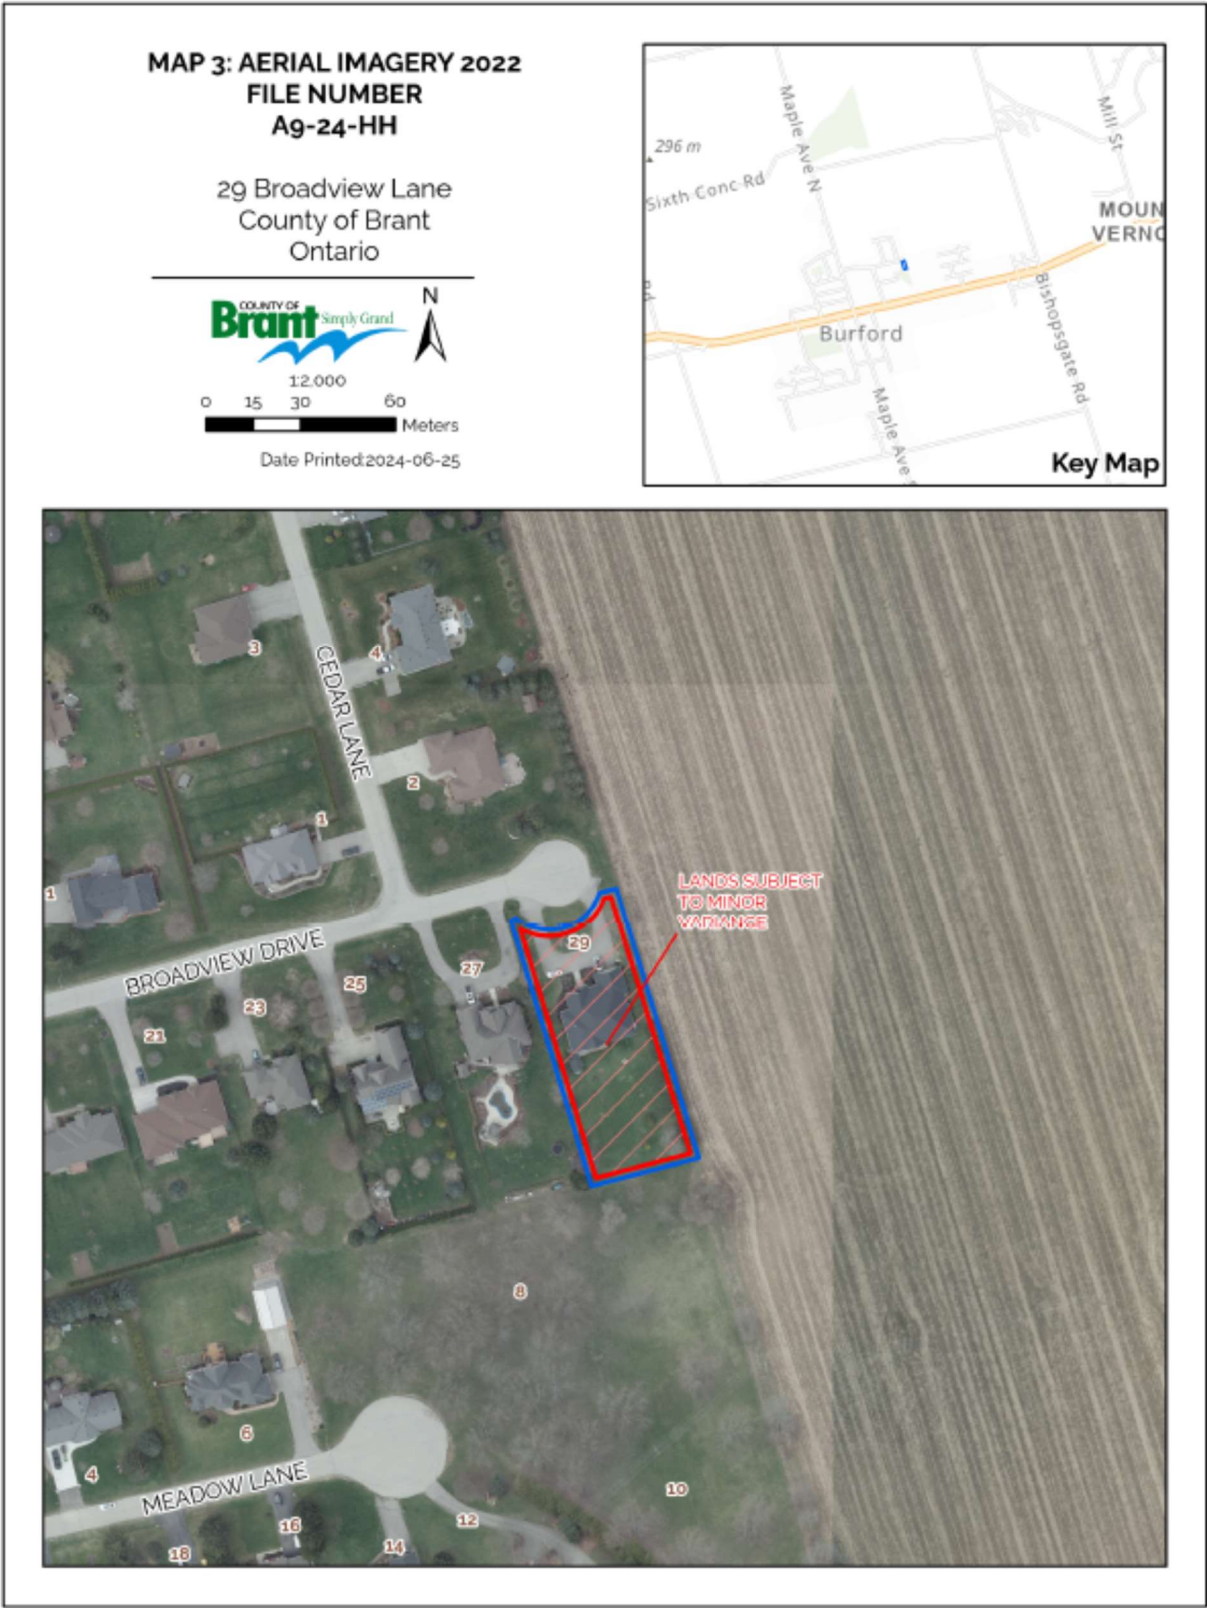 MAP 3: AERIAL IMAGERY 2022
FILE NUMBER
A9-24-HH
29 Broadview Lane
County of Brant
Ontario
COUNTY OF
Brant Simply Grand
N
1:2,000
0 15 30 60
Meters
Date Printed:2024-06-25
Maple Ave N
Mill St
296 m
Sixth Conc Rd
MOUN
VERNO
Rd
Bishopsgate Rd
Burford
Maple Ave
Key Map
3
4
CEDAR LANE
2
1
1
LANDS SUBJECT
TO MINOR
VARIANCE
29
BROADVIEW DRIVE
27
25
23
21
8
6
4
MEADOW LANE
10
12
16
14
18